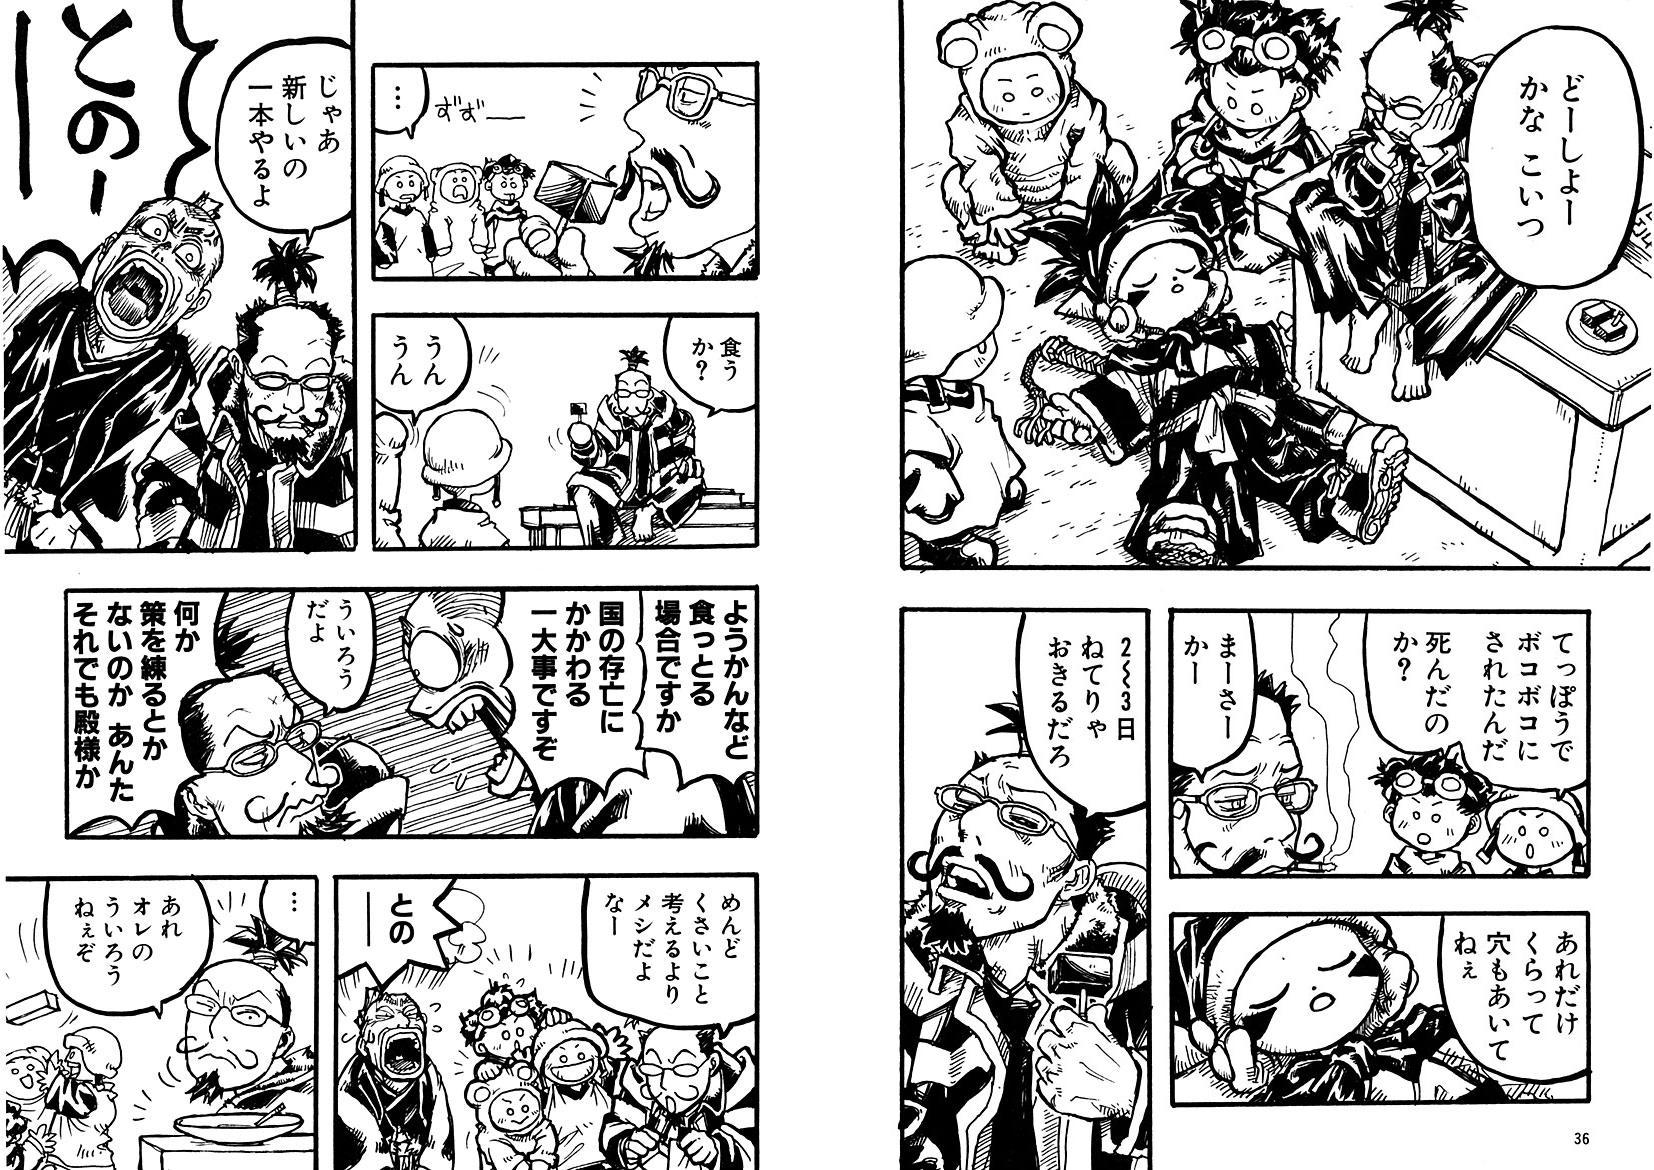 どーしよー
かな こいつ
てっぽうで
ボコボコに
されたんだ
死んだの
か?
まーさー
かー
あれだけ
くらって
穴もあいて
ねぇ
2〜3日
ねてりゃ
おきるだろ
36
ずず——
…
食う
か?
うん
うん
じゃあ
新しいの
一本やるよ
とのーー
ようかんなど
食っとる
場合ですか
国の存亡に
かかわる
一大事ですぞ
ういろう
だよ
何か
策を練るとか
ないのか あんた
それでも殿様か
めんど
くさいこと
考えるより
メシだよ
なー
との——
…
あれ
オレの
ういろう
ねぇぞ